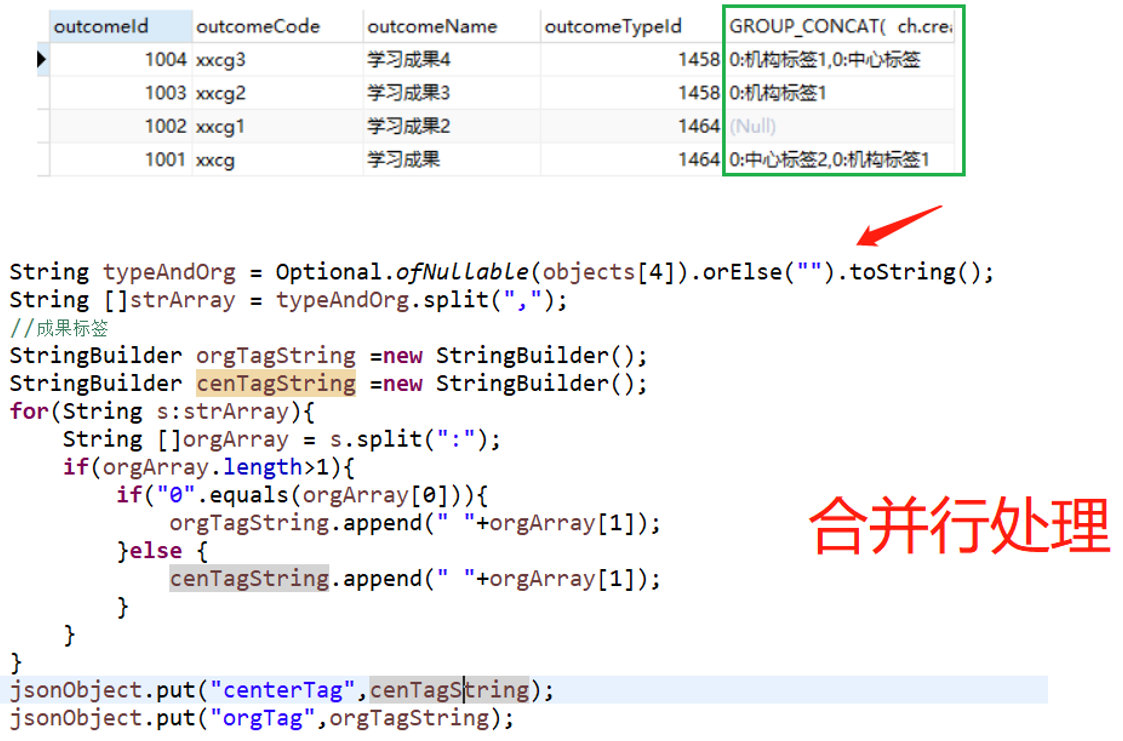 outcomeId outcomeCode outcomeName outcomeTypeId GROUP_CONCAT( ch.crea
1004 xxcg3 学习成果4 1458 0:机构标签1,0:中心标签
1003 xxcg2 学习成果3 1458 0:机构标签1
1002 xxcg1 学习成果2 1464 (Null)
1001 xxcg 学习成果 1464 0:中心标签2,0:机构标签1
String typeAndOrg = Optional.ofNullable(objects[4]).orElse("").toString();
String []strArray = typeAndOrg.split(",");
//成果标签
StringBuilder orgTagString =new StringBuilder();
StringBuilder cenTagString =new StringBuilder();
for(String s:strArray){
String []orgArray = s.split(":");
if(orgArray.length>1){
if("0".equals(orgArray[0])){
orgTagString.append(" "+orgArray[1]);
}else {
cenTagString.append(" "+orgArray[1]);
}
}
}
合并行处理
jsonObject.put("centerTag",cenTagString);
jsonObject.put("orgTag",orgTagString);